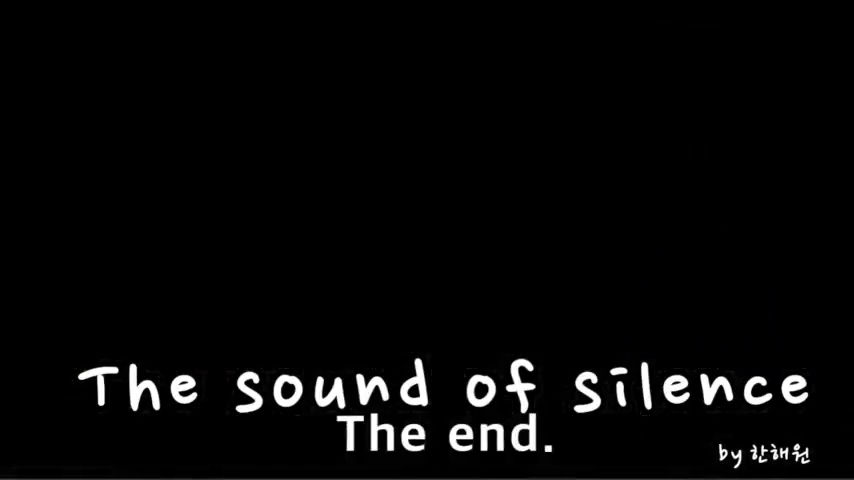 The sound of silence
The end.
by 한해원